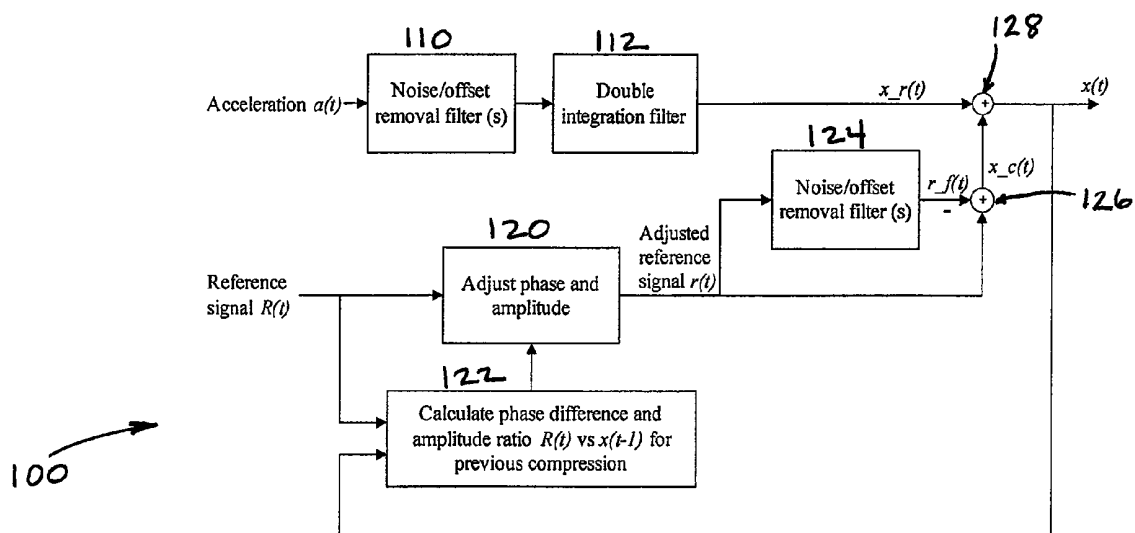 110
112
128
Acceleration a(t)
Noise/offset
removal filter (s)
Double
integration filter
x_r(t)
+
x(t)
124
x_c(t)
Noise/offset
removal filter (s)
r_f(t)
-
+
126
120
Adjusted
reference
signal r(t)
Reference
signal R(t)
Adjust phase and
amplitude
122
Calculate phase difference and
amplitude ratio R(t) vs x(t-1) for
previous compression
100